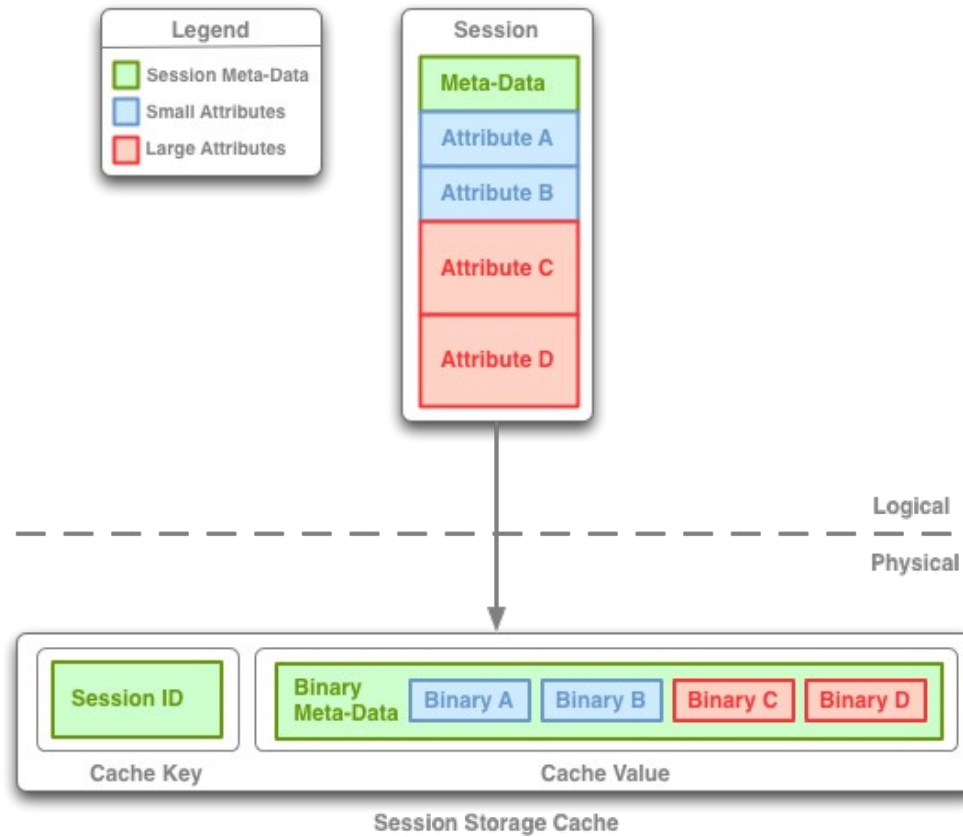 Legend
Session Meta-Data
Small Attributes
Large Attributes
Session
Meta-Data
Attribute A
Attribute B
Attribute C
Attribute D
Logical
Physical
Session ID
Binary
Meta-Data
Binary A
Binary B
Binary C
Binary D
Cache Key
Cache Value
Session Storage Cache